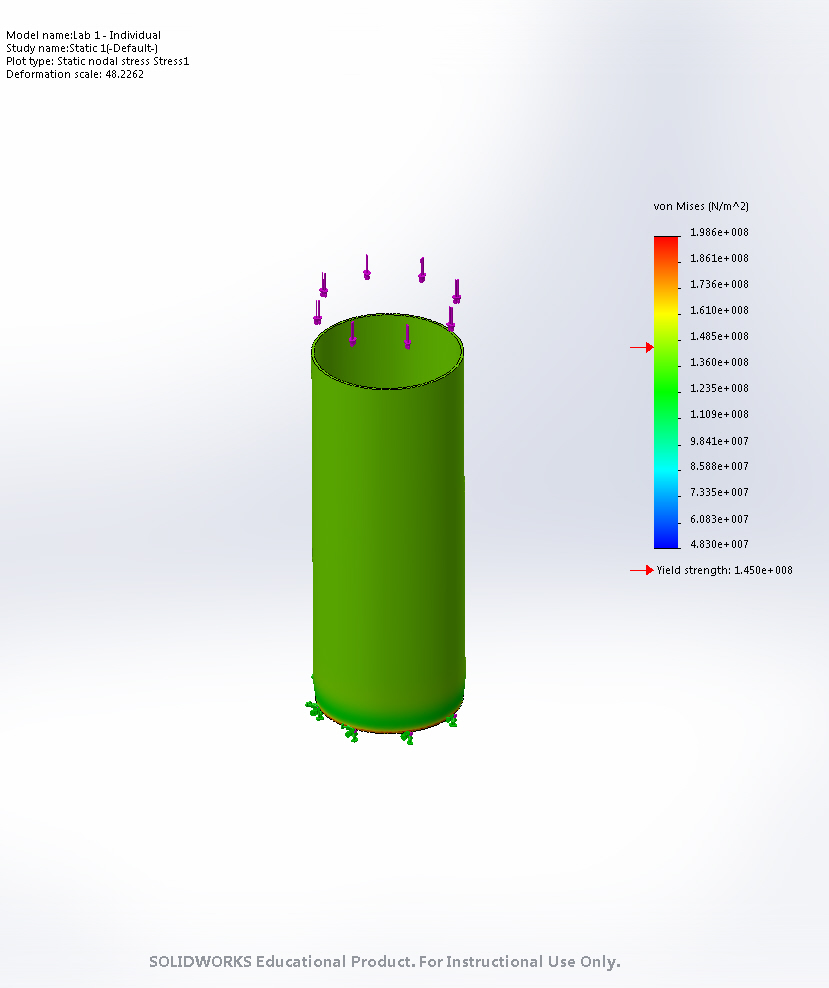 Model name:Lab 1 - Individual
Study name:Static 1(-Default-)
Plot type: Static nodal stress Stress1
Deformation scale: 48.2262
von Mises (N/m^2)
1.986e+008
1.861e+008
1.736e+008
1.610e+008
1.485e+008
1.360e+008
1.235e+008
1.109e+008
9.841e+007
8.588e+007
7.335e+007
6.083e+007
4.830e+007
Yield strength: 1.450e+008
SOLIDWORKS Educational Product. For Instructional Use Only.